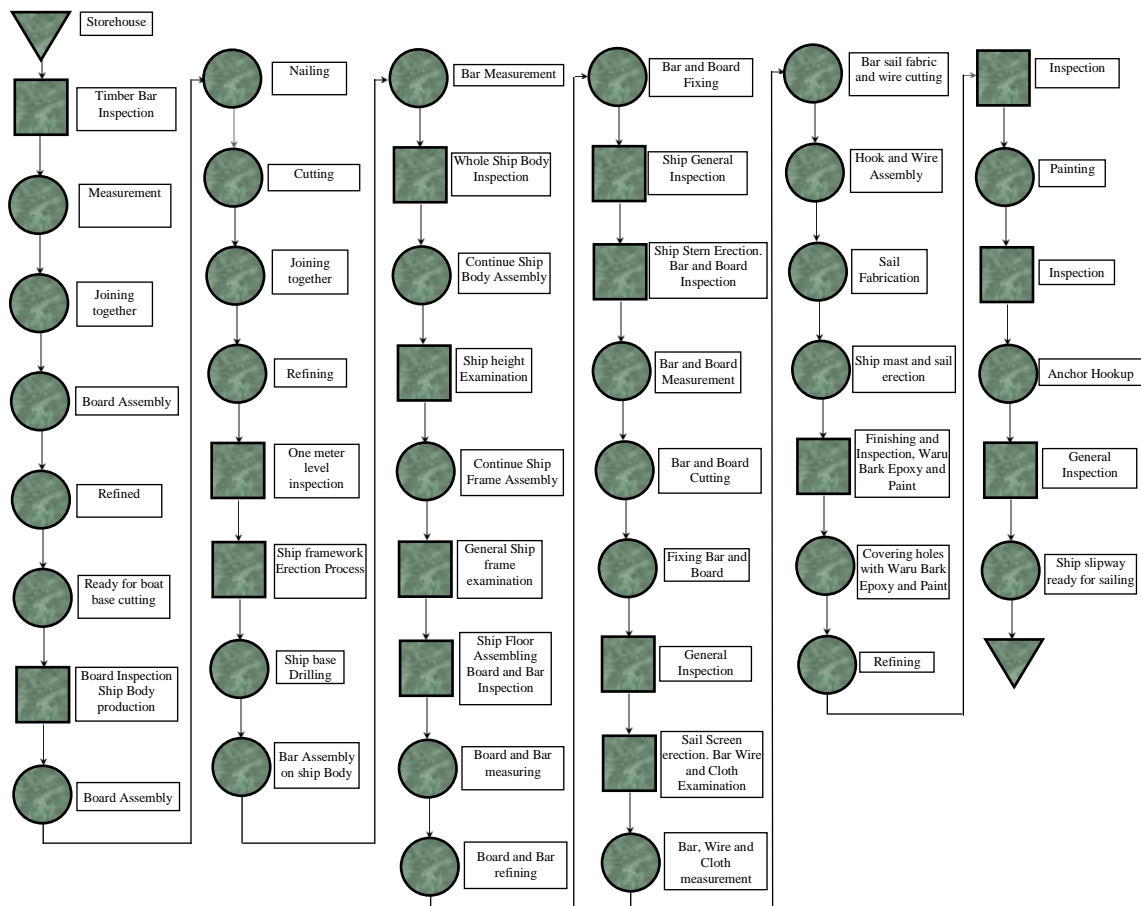 Storehouse
Timber Bar
Inspection
Measurement
Joining
together
Board Assembly
Refined
Ready for boat
base cutting
Board Inspection
Ship Body
production
Board Assembly
Nailing
Cutting
Joining
together
Refining
One meter
level
inspection
Ship framework
Erection Process
Ship base
Drilling
Bar Assembly
on ship Body
Bar Measurement
Whole Ship Body
Inspection
Continue Ship
Body Assembly
Ship height
Examination
Continue Ship
Frame Assembly
General Ship
frame
examination
Ship Floor
Assembling
Board and Bar
Inspection
Board and Bar
measuring
Board and Bar
refining
Bar and Board
Fixing
Ship General
Inspection
Ship Stern Erection.
Bar and Board
Inspection
Bar and Board
Measurement
Bar and Board
Cutting
Fixing Bar and
Board
General
Inspection
Sail Screen
erection. Bar Wire
and Cloth
Examination
Bar, Wire and
Cloth
measurement
Bar sail fabric
and wire cutting
Hook and Wire
Assembly
Sail
Fabrication
Ship mast and sail
erection
Finishing and
Inspection, Waru
Bark Epoxy and
Paint
Covering holes
with Waru Bark
Epoxy and Paint
Refining
Inspection
Painting
Inspection
Anchor Hookup
General
Inspection
Ship slipway
ready for sailing